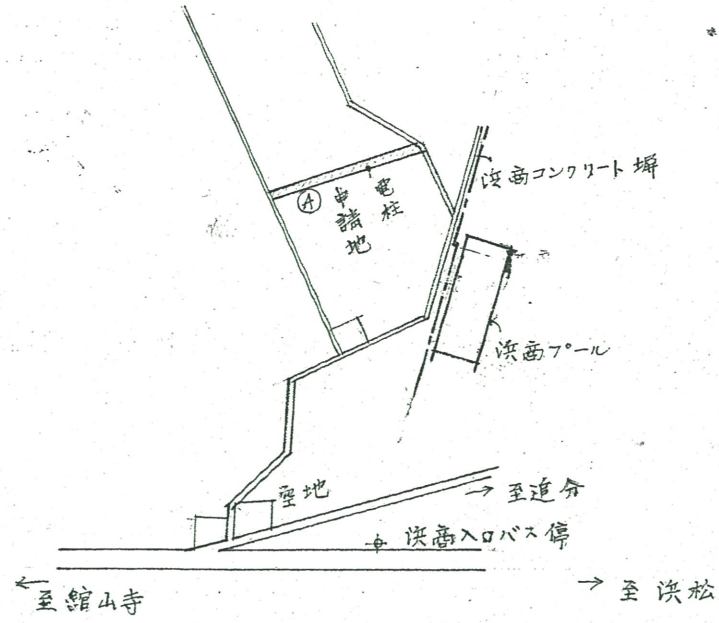 浜商コンクリート塀
電柱
Ⓐ 申請地
浜商プール
空地
至追分
浜商入口バス停
至舘山寺
至 浜松